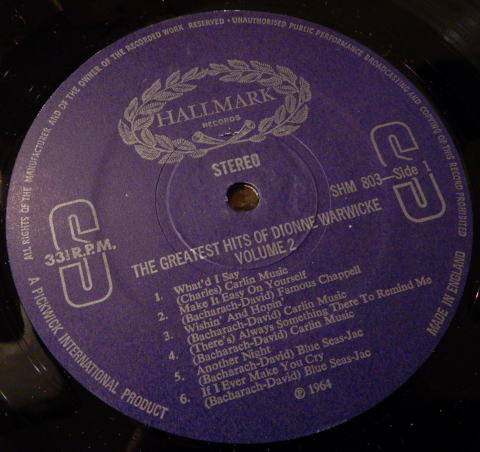 ALL RIGHTS OF THE MANUFACTURER AND OF THE OWNER OF THE RECORDED WORK RESERVED · UNAUTHORISED PUBLIC PERFORMANCE BROADCASTING AND COPYING OF THIS RECORD PROHIBITED
HALLMARK
RECORDS
STEREO
S
S
33⅓ R.P.M.
SHM 803—Side 1
THE GREATEST HITS OF DIONNE WARWICKE
VOLUME 2
1. What'd I Say
(Charles) Carlin Music
2. Make It Easy On Yourself
(Bacharach-David) Famous Chappell
3. Wishin' And Hopin'
(Bacharach-David) Carlin Music
4. (There's) Always Something There To Remind Me
(Bacharach-David) Carlin Music
5. Another Night
(Bacharach-David) Blue Seas-Jac
6. If I Ever Make You Cry
(Bacharach-David) Blue Seas-Jac
℗ 1964
A PICKWICK INTERNATIONAL PRODUCT
MADE IN ENGLAND